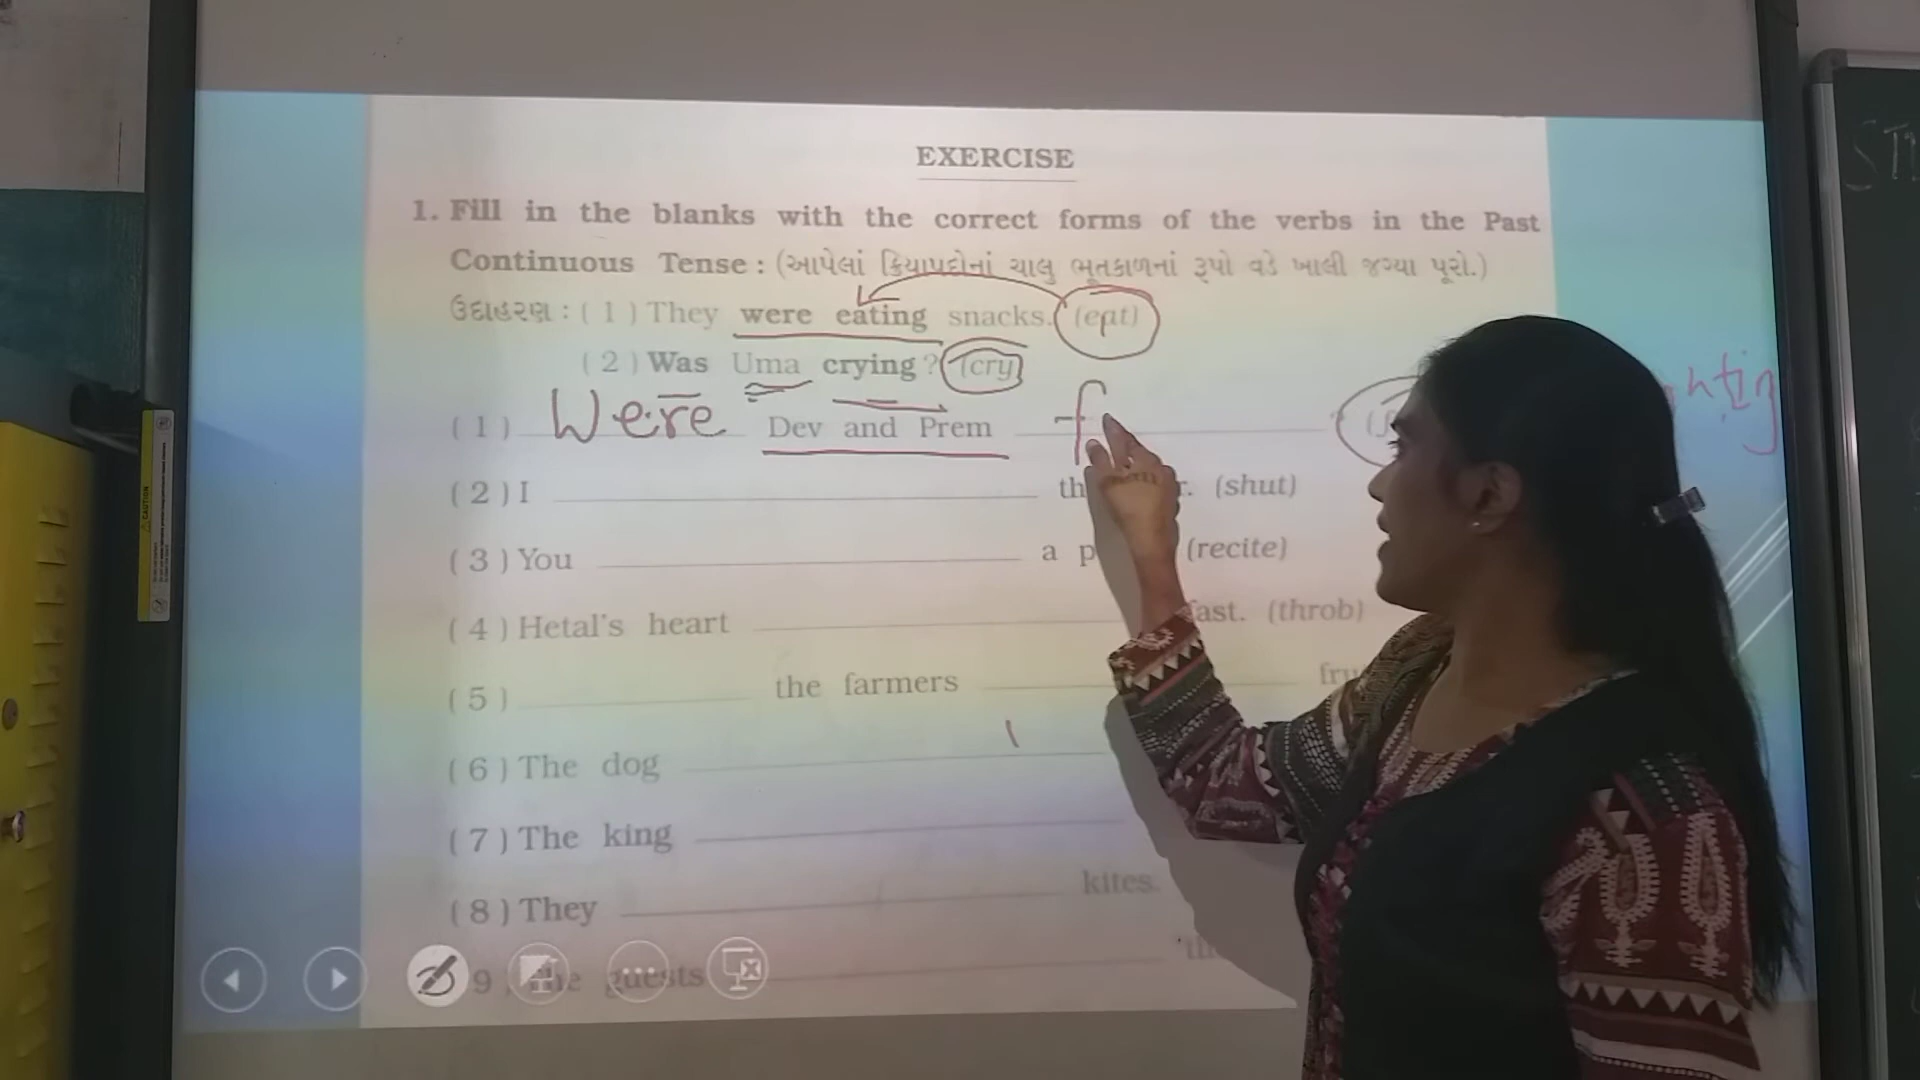 EXERCISE
1. Fill in the blanks with the correct forms of the verbs in the Past
Continuous Tense : (આપેલાં ક્રિયાપદોનાં ચાલુ ભૂતકાળનાં રૂપો વડે ખાલી જગ્યા પૂરો.)
ઉદાહરણ : ( 1 ) They were eating snacks. (eat)
( 2 ) Was Uma crying ? (cry
( 1 ) Were Dev and Prem f
( 2 ) I (shut)
( 3 ) You a (recite)
( 4 ) Hetal's heart fast. (throb)
( 5 ) the farmers
( 6 ) The dog
( 7 ) The king
( 8 ) They kites.
9 guests
CAUTION